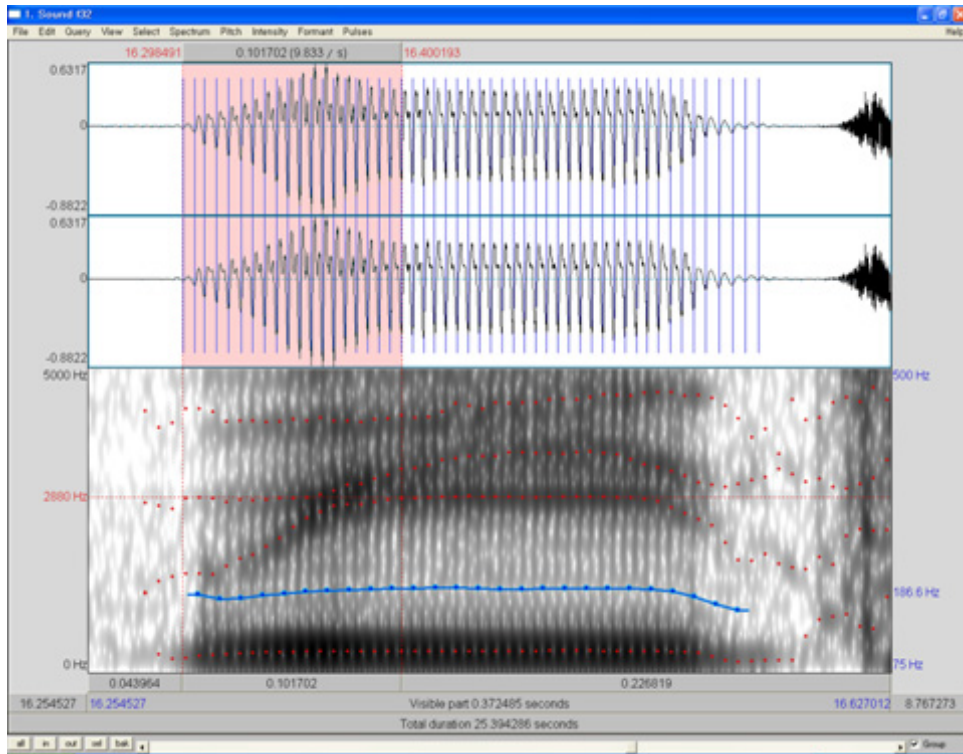 1. Sound t32
File Edit Query View Select Spectrum Pitch Intensity Formant Pulses Help
16.298491 0.101702 (9.833 / s) 16.400193
0.6317
0
-0.8822
0.6317
0
-0.8822
5000 Hz 500 Hz
2880 Hz
186.6 Hz
0 Hz 75 Hz
0.043964 0.101702 0.226819
16.254527 16.254527 Visible part 0.372485 seconds 16.627012 8.767273
Total duration 25.394286 seconds
all in out sel bak Group